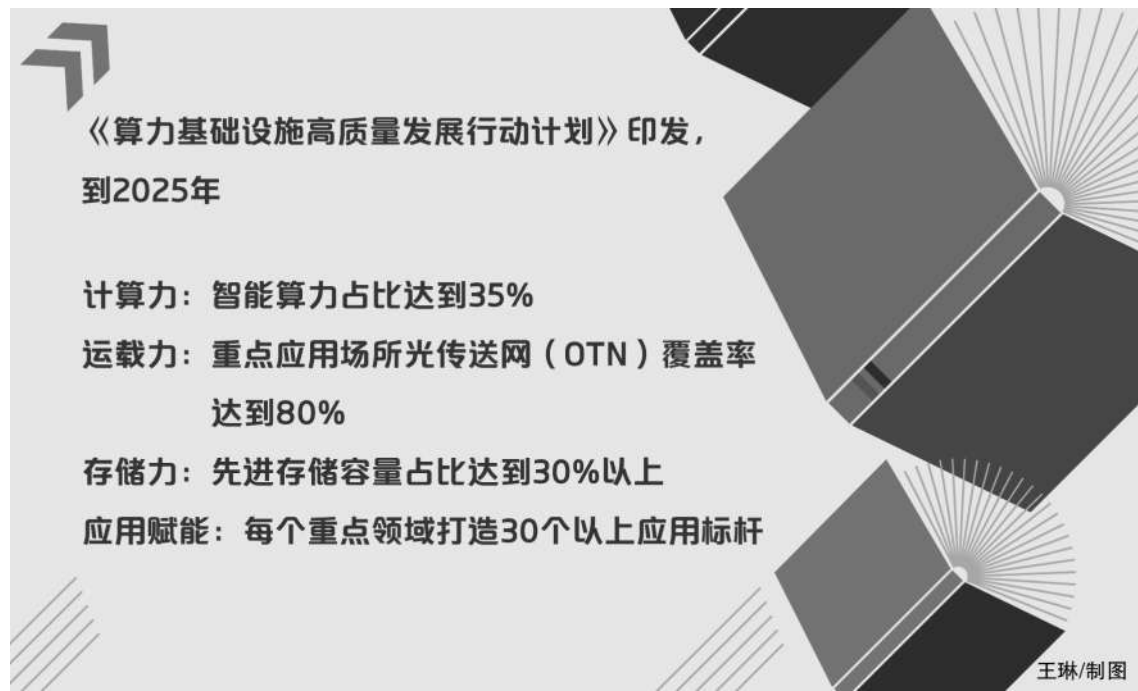 《算力基础设施高质量发展行动计划》印发，
到2025年
计算力：智能算力占比达到35%
运载力：重点应用场所光传送网（OTN）覆盖率
达到80%
存储力：先进存储容量占比达到30%以上
应用赋能：每个重点领域打造30个以上应用标杆
王琳/制图